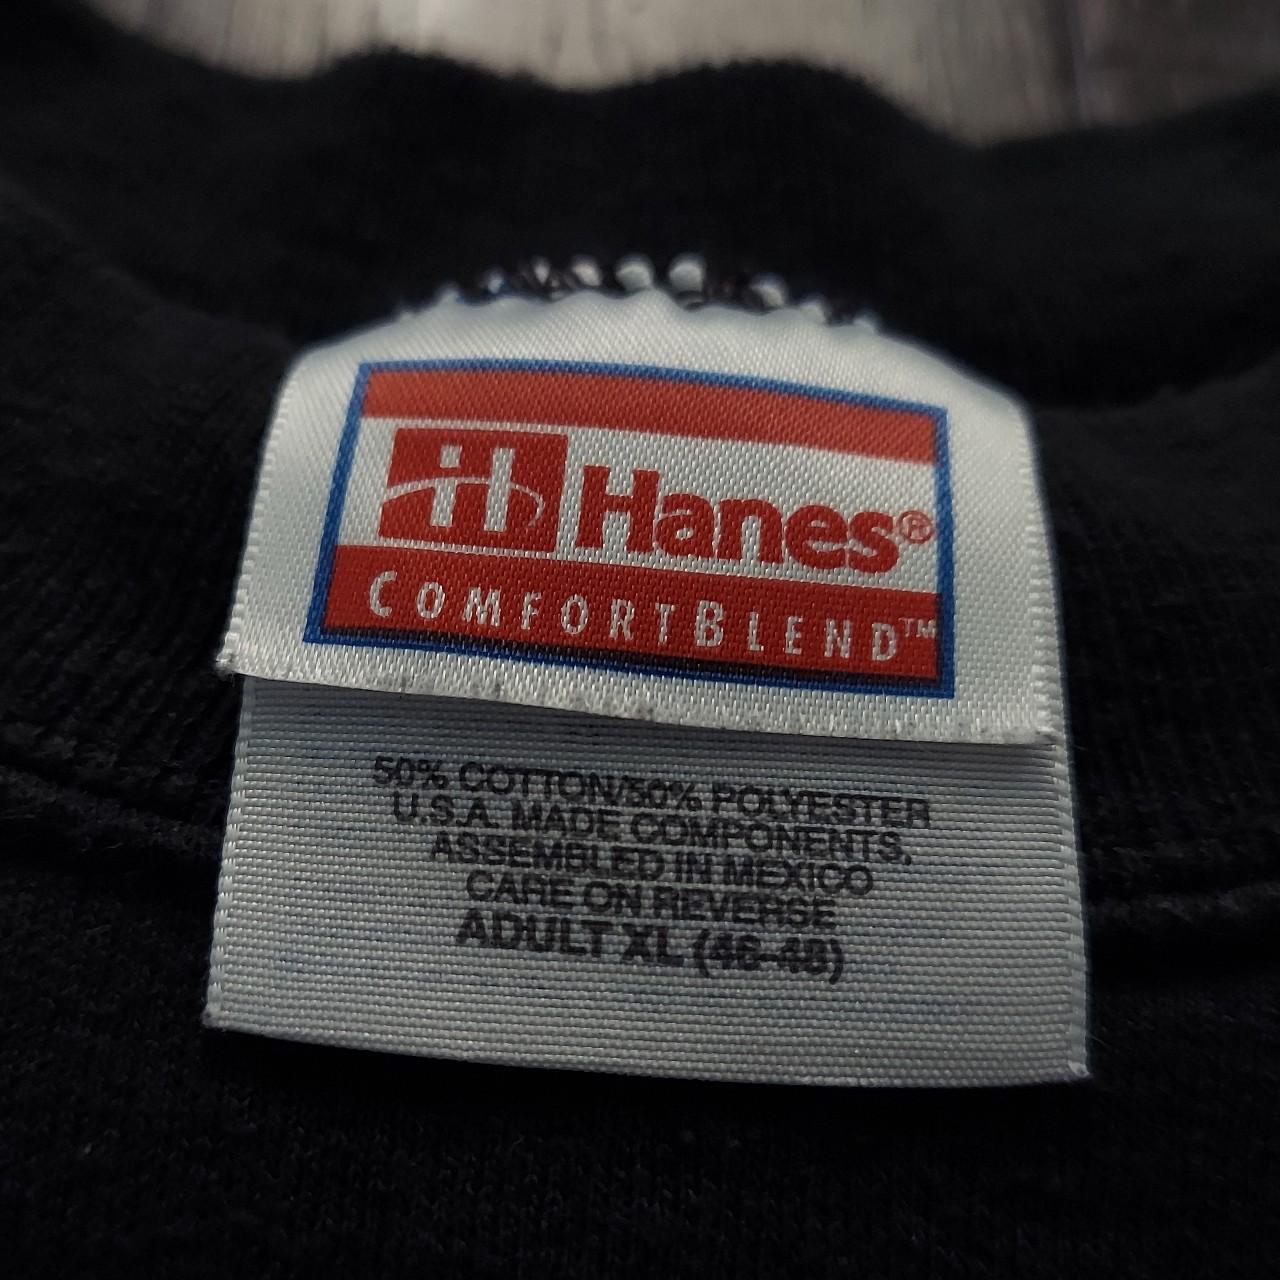 Hanes®
COMFORTBLEND™
50% COTTON/50% POLYESTER
U.S.A. MADE COMPONENTS,
ASSEMBLED IN MEXICO
CARE ON REVERSE
ADULT XL (46-48)